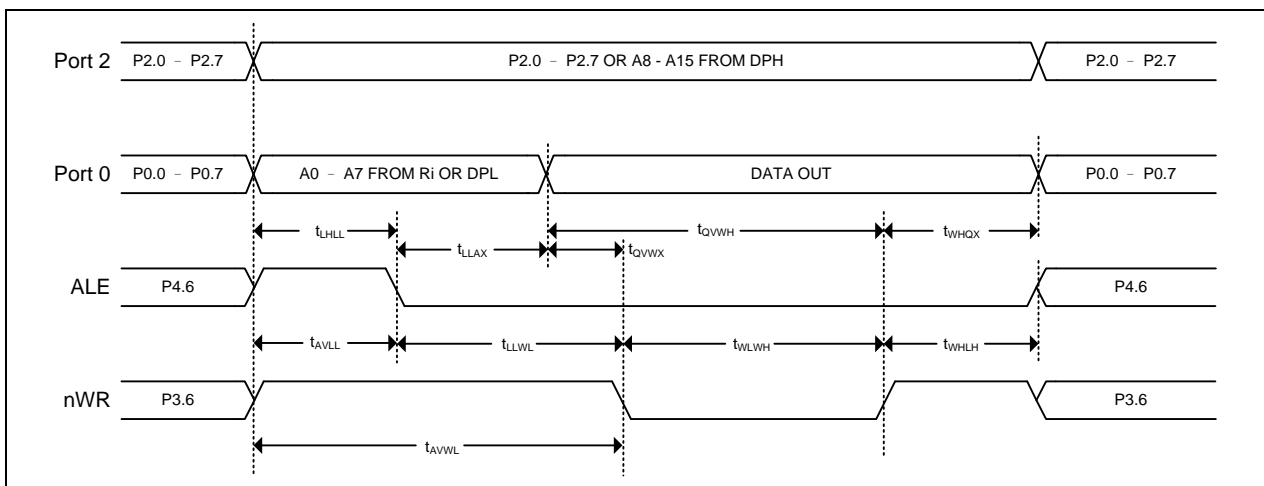 Port 2 P2.0 – P2.7 P2.0 – P2.7 OR A8 - A15 FROM DPH P2.0 – P2.7
Port 0 P0.0 – P0.7 A0 – A7 FROM Ri OR DPL DATA OUT P0.0 – P0.7
tLHLL tQVWH tWHQX
tLLAX tQVWX
ALE P4.6 P4.6
tAVLL tLLWL tWLWH tWHLH
nWR P3.6 P3.6
tAVWL